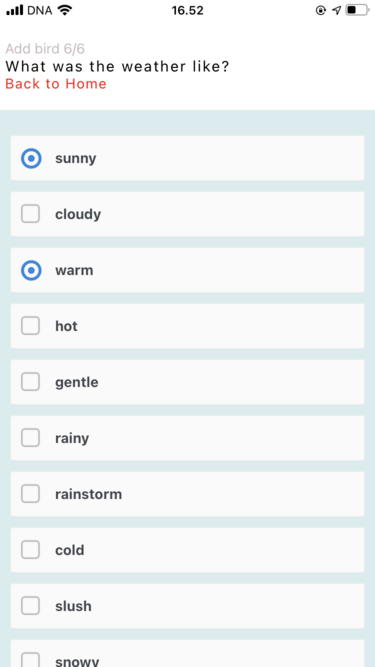 DNA 16.52
Add bird 6/6
What was the weather like?
Back to Home
sunny
cloudy
warm
hot
gentle
rainy
rainstorm
cold
slush
snowy